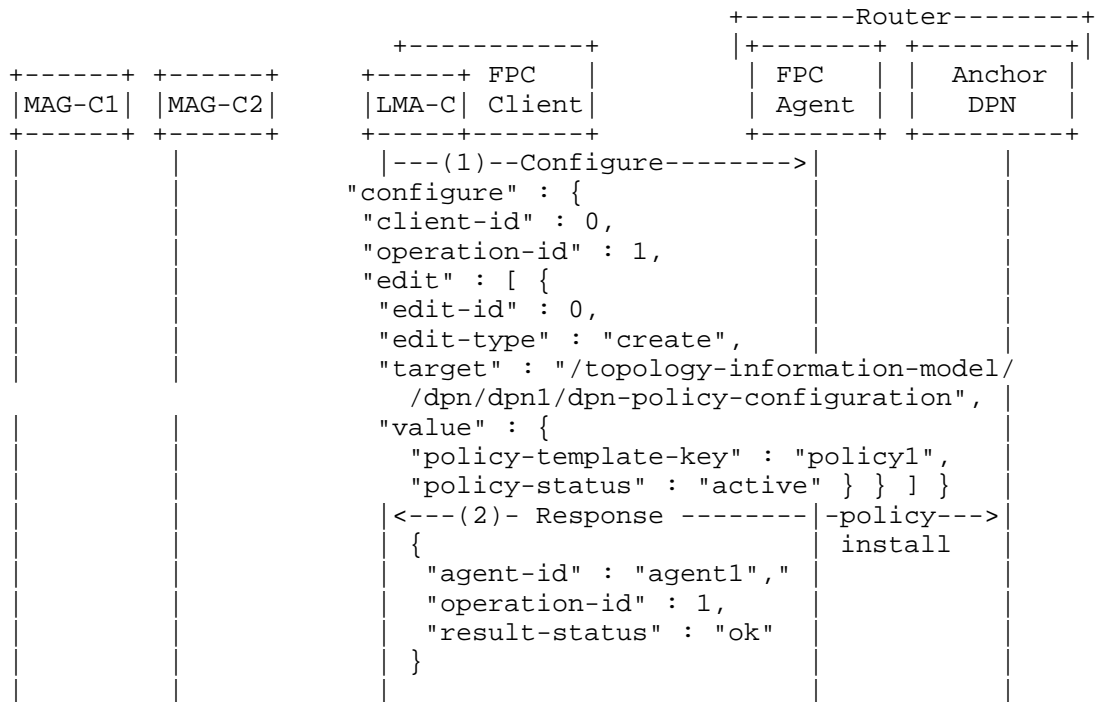 +-------Router--------+
+-----------+ |+-------+ +---------+|
+------+ +------+ +-----+ FPC | | FPC | | Anchor |
|MAG-C1| |MAG-C2| |LMA-C| Client| | Agent | | DPN |
+------+ +------+ +-----+-------+ +-------+ +---------+
| | |---(1)--Configure-------->| |
| | "configure" : { | |
| | "client-id" : 0, | |
| | "operation-id" : 1, | |
| | "edit" : [ { | |
| | "edit-id" : 0, | |
| | "edit-type" : "create", | |
| | "target" : "/topology-information-model/
/dpn/dpn1/dpn-policy-configuration", |
| | "value" : { |
| | "policy-template-key" : "policy1", |
| | "policy-status" : "active" } } ] } |
| | |<---(2)- Response --------|-policy--->|
| | | { | install |
| | | "agent-id" : "agent1"," | |
| | | "operation-id" : 1, | |
| | | "result-status" : "ok" | |
| | | } | |
| | | | |